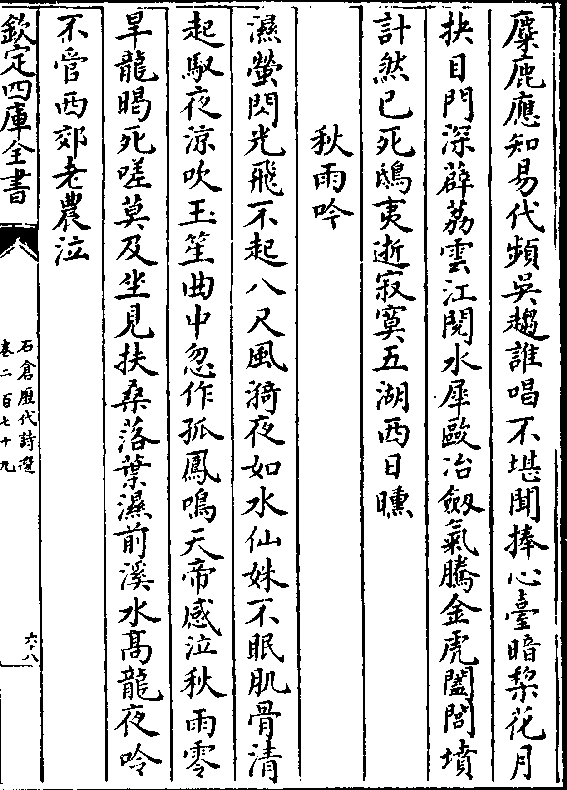 麋鹿應知易代頻吳趨誰唱不堪聞捧心臺暗棃花月
抉目門深薜荔雲江閱水犀歐冶劔氣騰金虎闔閭墳
計然已死鴟夷逝寂寞五湖西日曛
秋雨吟
濕螢閃光飛不起八尺風漪夜如水仙姝不眠肌骨清
起馭夜涼吹玉笙曲中忽作孤鳳鳴天帝感泣秋雨零
旱龍暍死嗟莫及坐見扶桑落葉濕前溪水髙龍夜吟
不管西郊老農泣
欽定四庫全書
石倉歷代詩選
卷二百七十九
六十八